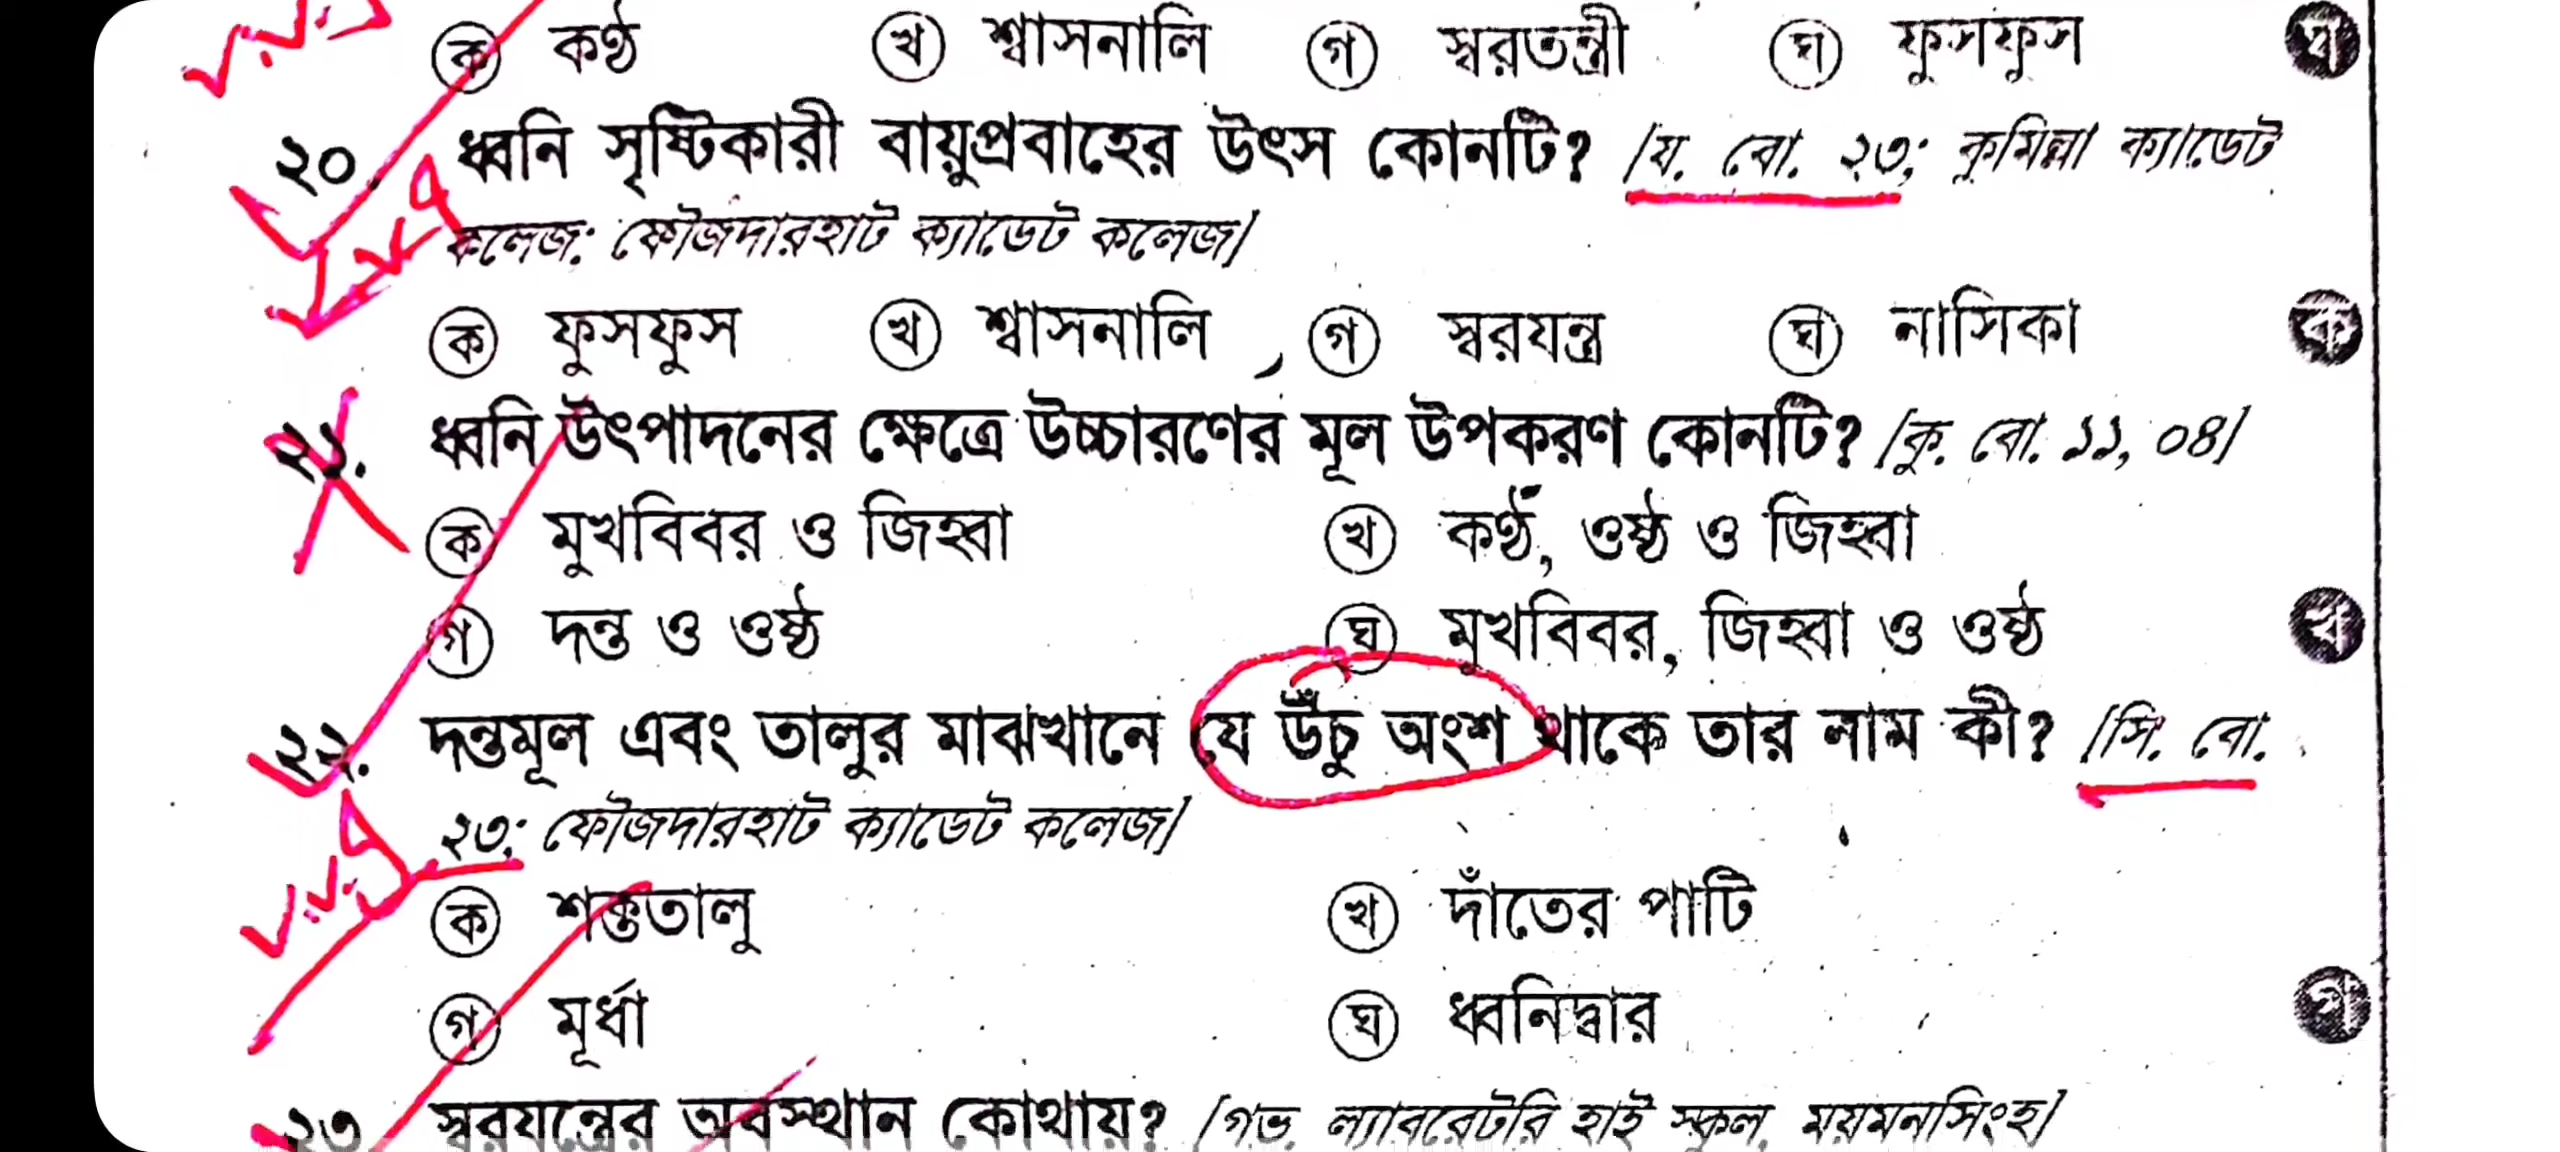 ক কণ্ঠ খ শ্বাসনালি গ স্বরতন্ত্রী ঘ ফুসফুস ঘ
২০. ধ্বনি সৃষ্টিকারী বায়ুপ্রবাহের উৎস কোনটি? [য. বো. ২৩; কুমিল্লা ক্যাডেট
কলেজ; ফৌজদারহাট ক্যাডেট কলেজ]
ক ফুসফুস খ শ্বাসনালি গ স্বরযন্ত্র ঘ নাসিকা ক
২১. ধ্বনি উৎপাদনের ক্ষেত্রে উচ্চারণের মূল উপকরণ কোনটি? [কু. বো. ১১, ০৪]
ক মুখবিবর ও জিহ্বা খ কণ্ঠ, ওষ্ঠ ও জিহ্বা
গ দন্ত ও ওষ্ঠ ঘ মুখবিবর, জিহ্বা ও ওষ্ঠ
২২. দন্তমূল এবং তালুর মাঝখানে যে উঁচু অংশ থাকে তার নাম কী? [সি. বো.
২৩; ফৌজদারহাট ক্যাডেট কলেজ]
ক শক্ততালু খ দাঁতের পাটি
গ মূর্ধা ঘ ধ্বনিদ্বার
২৩ স্বরযন্ত্রের অবস্থান কোথায়? [গভ. ল্যাবরেটরি হাই স্কুল, ময়মনসিংহ]